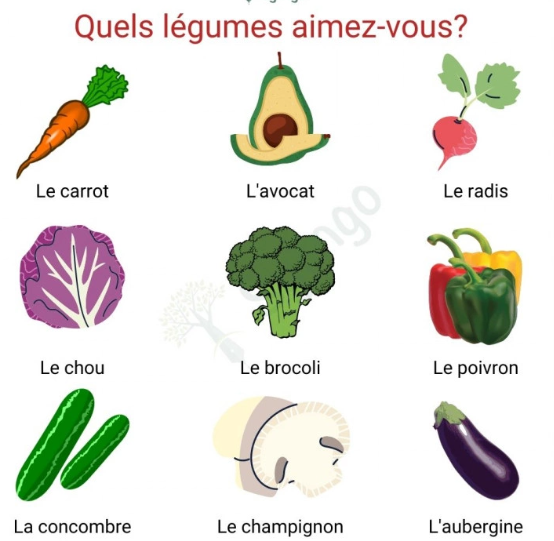 Quels légumes aimez-vous?
Le carrot L'avocat Le radis
Le chou Le brocoli Le poivron
La concombre Le champignon L'aubergine